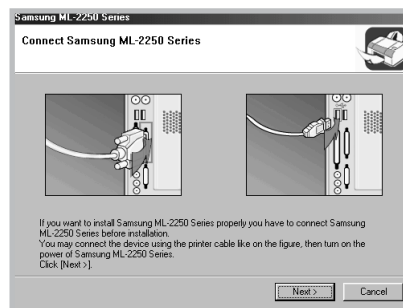 Samsung ML-2250 Series
Connect Samsung ML-2250 Series
If you want to install Samsung ML-2250 Series properly you have to connect Samsung
ML-2250 Series before installation.
You may connect the device using the printer cable like on the figure, then turn on the
power of Samsung ML-2250 Series.
Click [Next >].
Next >
Cancel